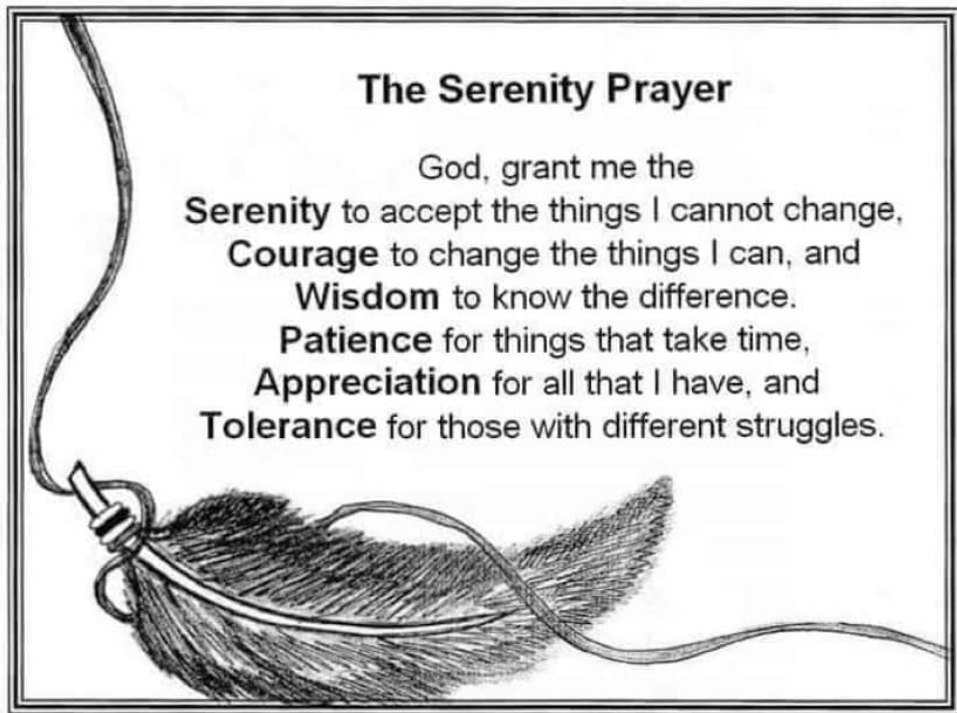 The Serenity Prayer
God, grant me the
Serenity to accept the things I cannot change,
Courage to change the things I can, and
Wisdom to know the difference.
Patience for things that take time,
Appreciation for all that I have, and
Tolerance for those with different struggles.